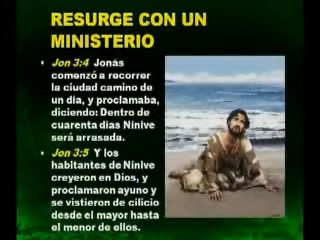 RESURGE CON UN
MINISTERIO
• Jon 3:4 Jonás
comenzó a recorrer
la ciudad camino de
un día, y proclamaba,
diciendo: Dentro de
cuarenta días Nínive
será arrasada.
• Jon 3:5 Y los
habitantes de Nínive
creyeron en Dios, y
proclamaron ayuno y
se vistieron de cilicio
desde el mayor hasta
el menor de ellos.